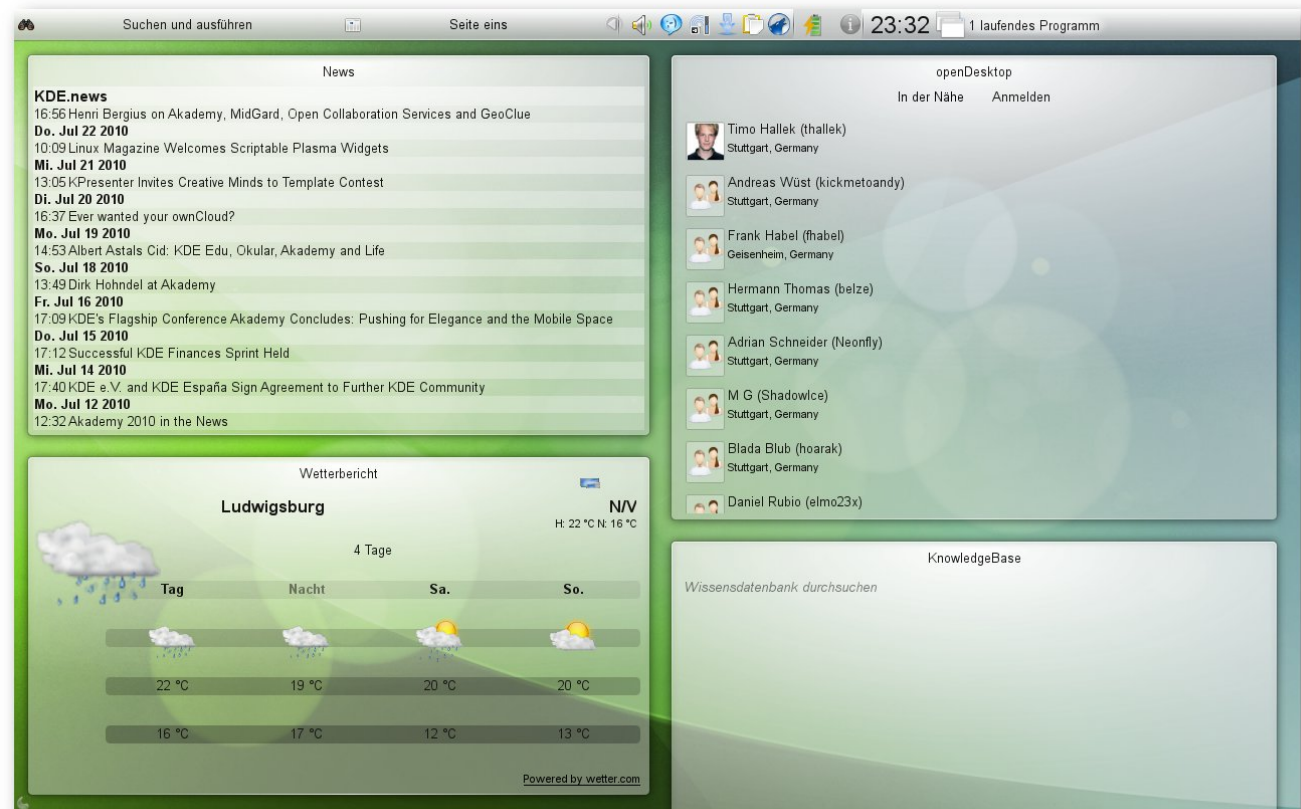 Suchen und ausführen Seite eins 23:32 1 laufendes Programm
News
KDE.news
16:56 Henri Bergius on Akademy, MidGard, Open Collaboration Services and GeoClue
Do. Jul 22 2010
10:09 Linux Magazine Welcomes Scriptable Plasma Widgets
Mi. Jul 21 2010
13:05 KPresenter Invites Creative Minds to Template Contest
Di. Jul 20 2010
16:37 Ever wanted your ownCloud?
Mo. Jul 19 2010
14:53 Albert Astals Cid: KDE Edu, Okular, Akademy and Life
So. Jul 18 2010
13:49 Dirk Hohndel at Akademy
Fr. Jul 16 2010
17:09 KDE's Flagship Conference Akademy Concludes: Pushing for Elegance and the Mobile Space
Do. Jul 15 2010
17:12 Successful KDE Finances Sprint Held
Mi. Jul 14 2010
17:40 KDE e.V. and KDE España Sign Agreement to Further KDE Community
Mo. Jul 12 2010
12:32 Akademy 2010 in the News
Wetterbericht
Ludwigsburg N/V
H: 22 °C N: 16 °C
4 Tage
Tag Nacht Sa. So.
22 °C 19 °C 20 °C 20 °C
16 °C 17 °C 12 °C 13 °C
Powered by wetter.com
openDesktop
In der Nähe Anmelden
Timo Hallek (thallek)
Stuttgart, Germany
Andreas Wüst (kickmetoandy)
Stuttgart, Germany
Frank Habel (fhabel)
Geisenheim, Germany
Hermann Thomas (belze)
Stuttgart, Germany
Adrian Schneider (Neonfly)
Stuttgart, Germany
M G (ShadowIce)
Stuttgart, Germany
Blada Blub (hoarak)
Stuttgart, Germany
Daniel Rubio (elmo23x)
KnowledgeBase
Wissensdatenbank durchsuchen